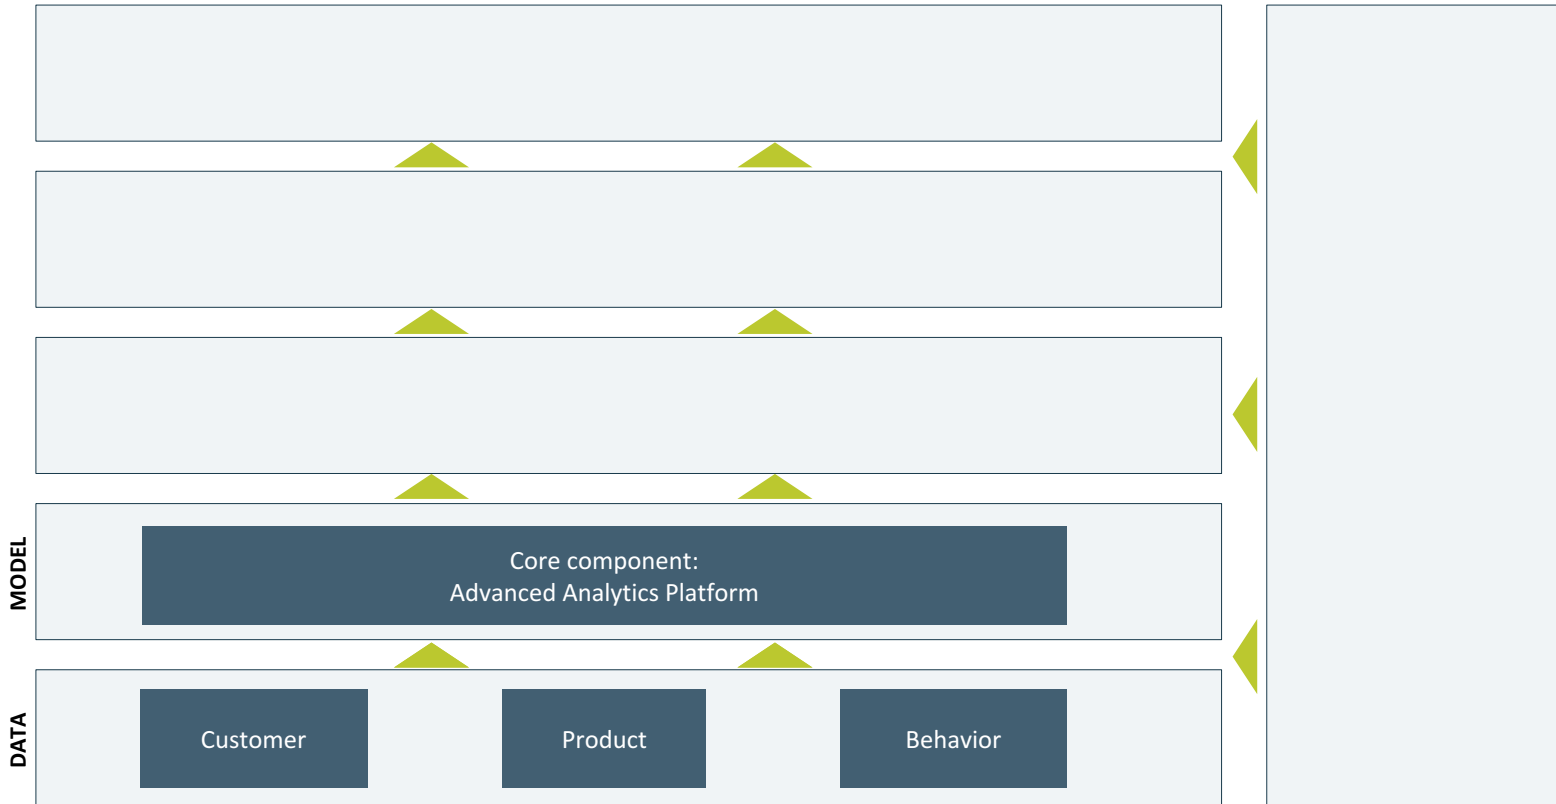 MODEL
Core component:
Advanced Analytics Platform
DATA
Customer
Product
Behavior